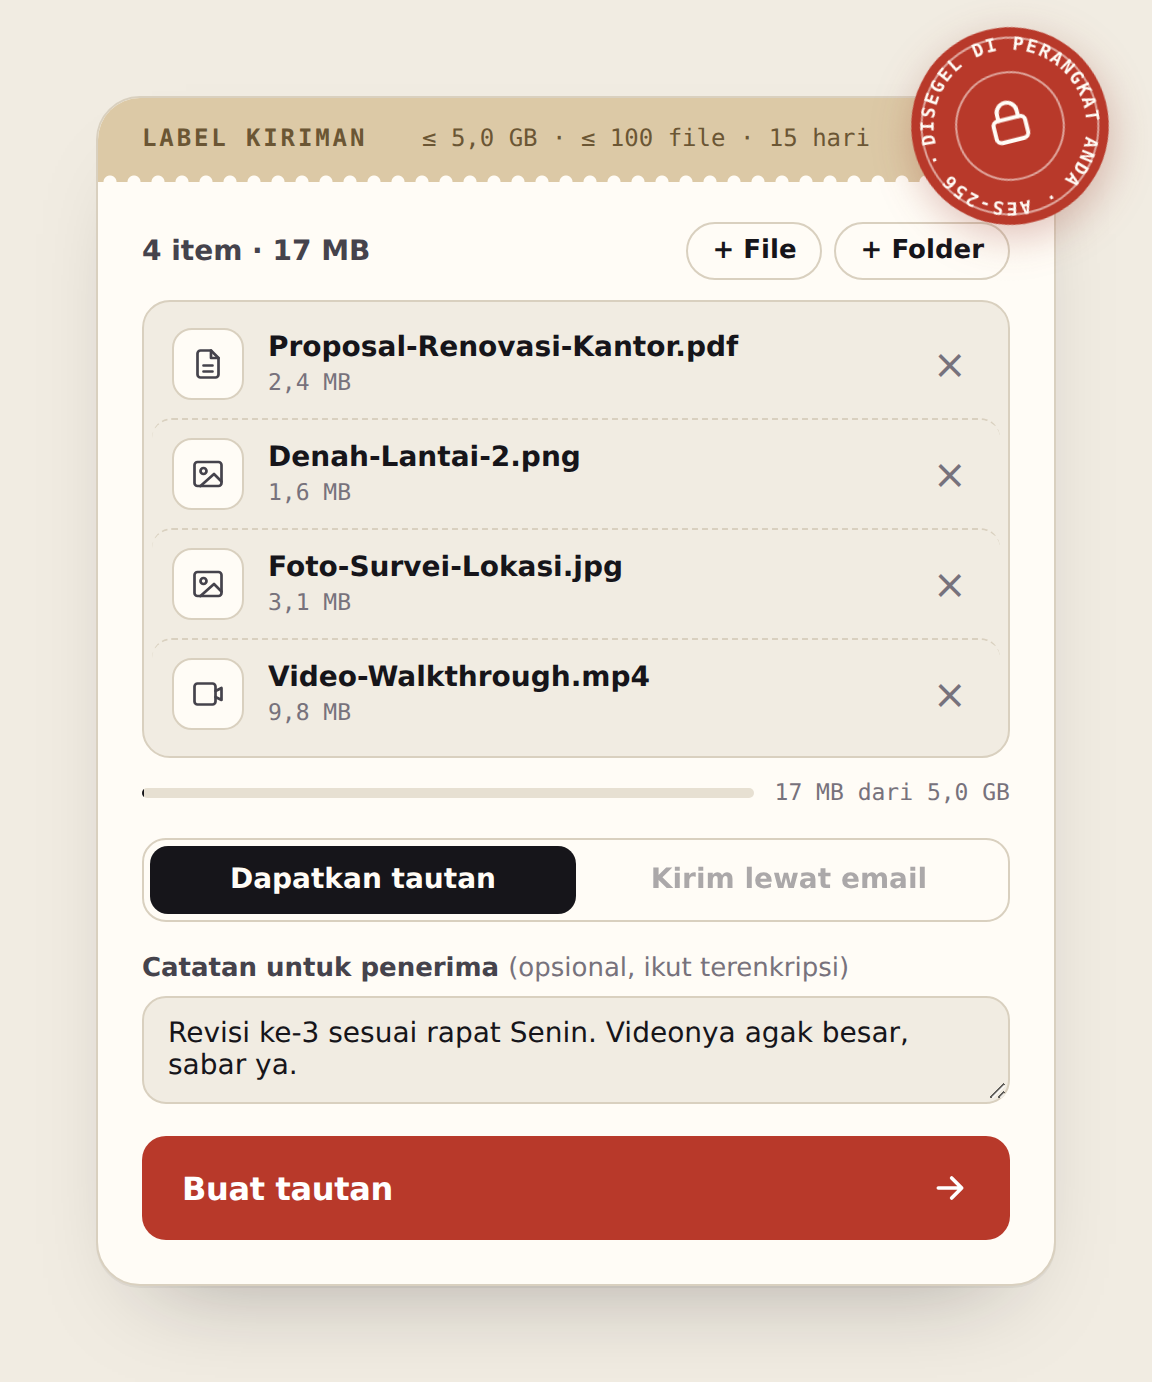 LABEL KIRIMAN ≤ 5,0 GB · ≤ 100 file · 15 hari
DISEGEL DI PERANGKAT ANDA · AES-256 ·
4 item · 17 MB
+ File
+ Folder
Proposal-Renovasi-Kantor.pdf
2,4 MB
Denah-Lantai-2.png
1,6 MB
Foto-Survei-Lokasi.jpg
3,1 MB
Video-Walkthrough.mp4
9,8 MB
17 MB dari 5,0 GB
Dapatkan tautan
Kirim lewat email
Catatan untuk penerima (opsional, ikut terenkripsi)
Revisi ke-3 sesuai rapat Senin. Videonya agak besar,
sabar ya.
Buat tautan